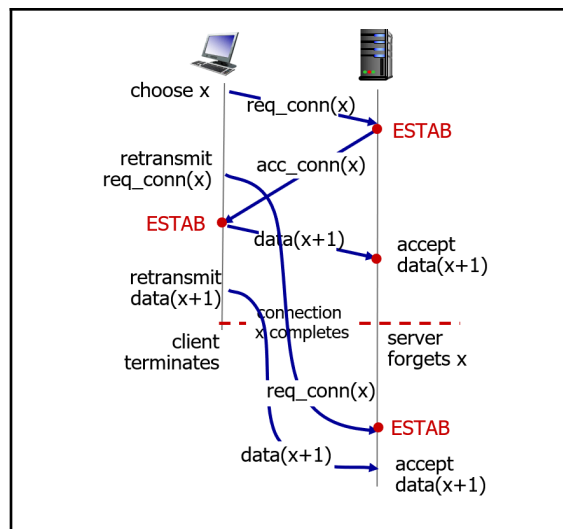 choose x
req_conn(x)
ESTAB
retransmit
req_conn(x)
acc_conn(x)
ESTAB
data(x+1)
accept
data(x+1)
retransmit
data(x+1)
connection
x completes
client
terminates
server
forgets x
req_conn(x)
ESTAB
data(x+1)
accept
data(x+1)